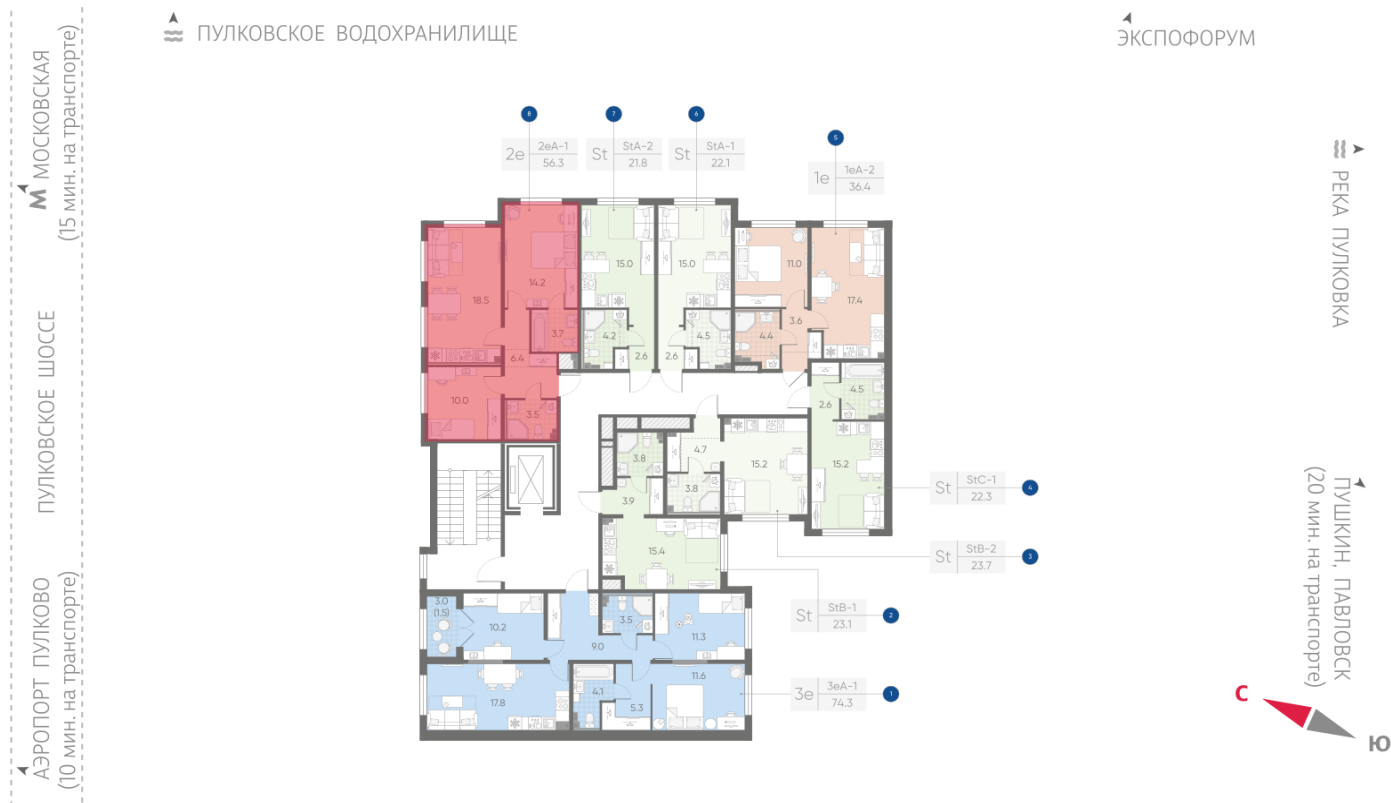 ПУЛКОВСКОЕ ВОДОХРАНИЛИЩЕ
ЭКСПОФОРУМ
М МОСКОВСКАЯ
(15 мин. на транспорте)
ПУЛКОВСКОЕ ШОССЕ
АЭРОПОРТ ПУЛКОВО
(10 мин. на транспорте)
РЕКА ПУЛКОВКА
ПУШКИН, ПАВЛОВСК
(20 мин. на транспорте)
8
7
6
5
2е 2еА-1 56.3
St StA-2 21.8
St StA-1 22.1
1е 1еА-2 36.4
18.5
14.2
3.7
6.4
10.0
3.5
15.0
4.2
2.6
15.0
4.5
2.6
11.0
17.4
3.6
4.4
4.5
2.6
15.2
4.7
15.2
3.8
3.8
3.9
15.4
St StC-1 22.3
4
St StB-2 23.7
3
St StB-1 23.1
2
3.0
(1.5)
10.2
3.5
11.3
9.0
17.8
4.1
5.3
11.6
3е 3еА-1 74.3
1
С
Ю